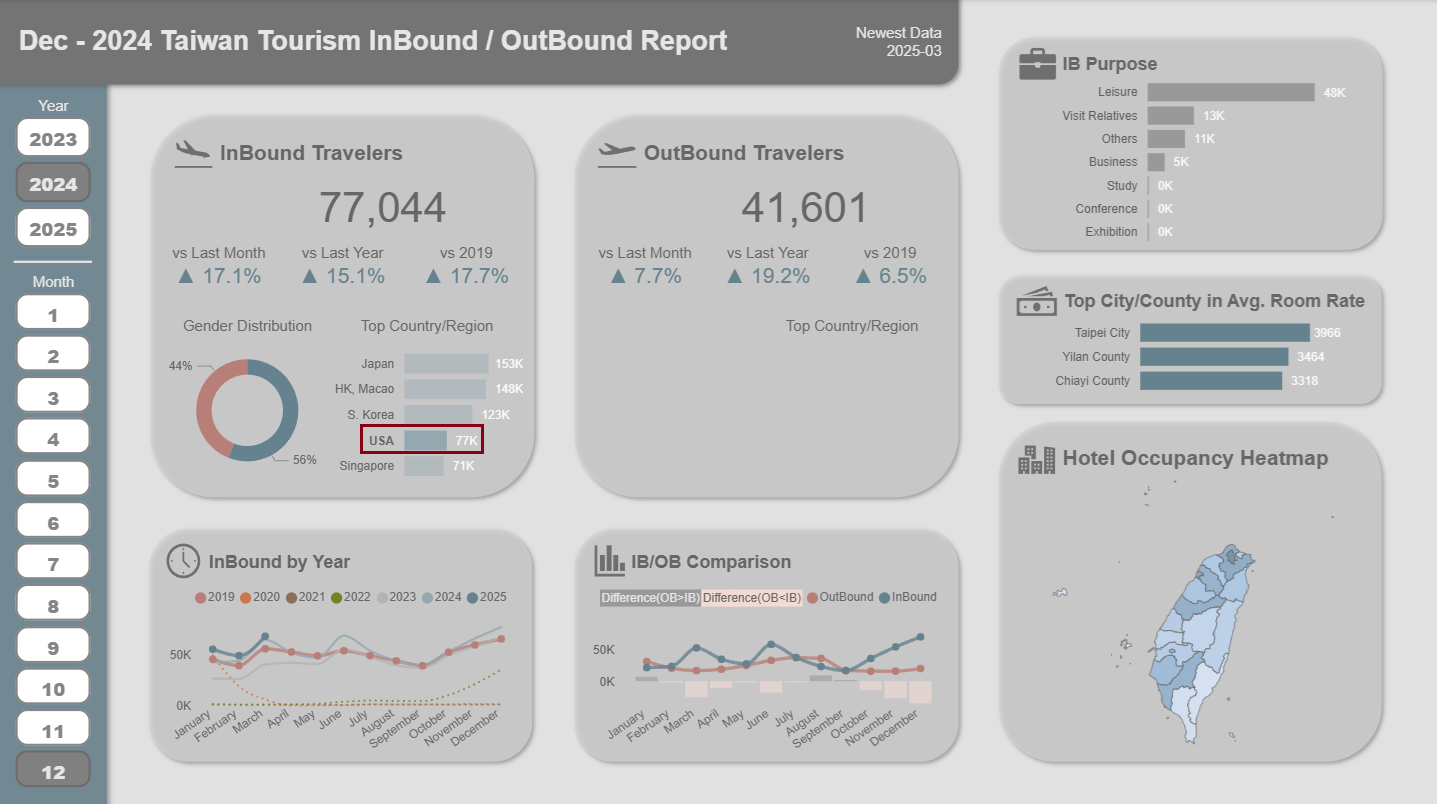 Dec - 2024 Taiwan Tourism InBound / OutBound Report
Newest Data
2025-03
Year
2023
2024
2025
Month
1
2
3
4
5
6
7
8
9
10
11
12
InBound Travelers
77,044
vs Last Month
vs Last Year
vs 2019
▲ 17.1%
▲ 15.1%
▲ 17.7%
Gender Distribution
44%
56%
Top Country/Region
Japan 153K
HK, Macao 148K
S. Korea 123K
USA 77K
Singapore 71K
OutBound Travelers
41,601
vs Last Month
vs Last Year
vs 2019
▲ 7.7%
▲ 19.2%
▲ 6.5%
Top Country/Region
InBound by Year
2019 2020 2021 2022 2023 2024 2025
50K
0K
January
February
March
April
May
June
July
August
September
October
November
December
IB/OB Comparison
Difference(OB>IB) Difference(OB<IB) OutBound InBound
50K
0K
January
February
March
April
May
June
July
August
September
October
November
December
IB Purpose
Leisure 48K
Visit Relatives 13K
Others 11K
Business 5K
Study 0K
Conference 0K
Exhibition 0K
Top City/County in Avg. Room Rate
Taipei City 3966
Yilan County 3464
Chiayi County 3318
Hotel Occupancy Heatmap